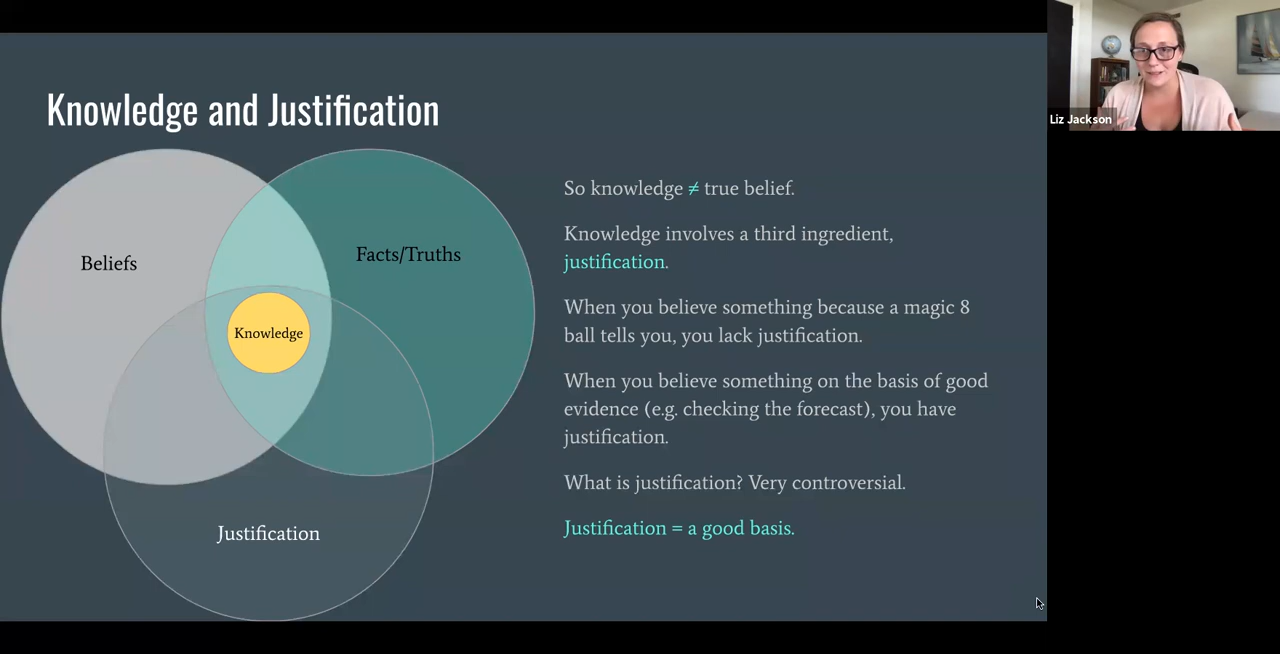 Knowledge and Justification
Beliefs
Facts/Truths
Knowledge
Justification
So knowledge ≠ true belief.
Knowledge involves a third ingredient,
justification.
When you believe something because a magic 8
ball tells you, you lack justification.
When you believe something on the basis of good
evidence (e.g. checking the forecast), you have
justification.
What is justification? Very controversial.
Justification = a good basis.
Liz Jackson